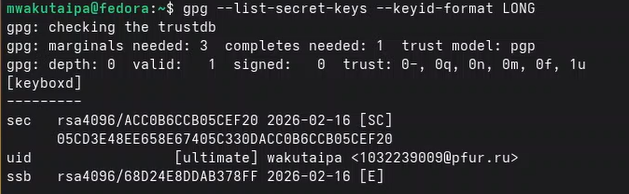 mwakutaipa@fedora:~$ gpg --list-secret-keys --keyid-format LONG
gpg: checking the trustdb
gpg: marginals needed: 3  completes needed: 1  trust model: pgp
gpg: depth: 0  valid:   1  signed:   0  trust: 0-, 0q, 0n, 0m, 0f, 1u
[keyboxd]
---------
sec   rsa4096/ACC0B6CCB05CEF20 2026-02-16 [SC]
      05CD3E48EE658E67405C330DACC0B6CCB05CEF20
uid                 [ultimate] wakutaipa <1032239009@pfur.ru>
ssb   rsa4096/68D24E8DDAB378FF 2026-02-16 [E]